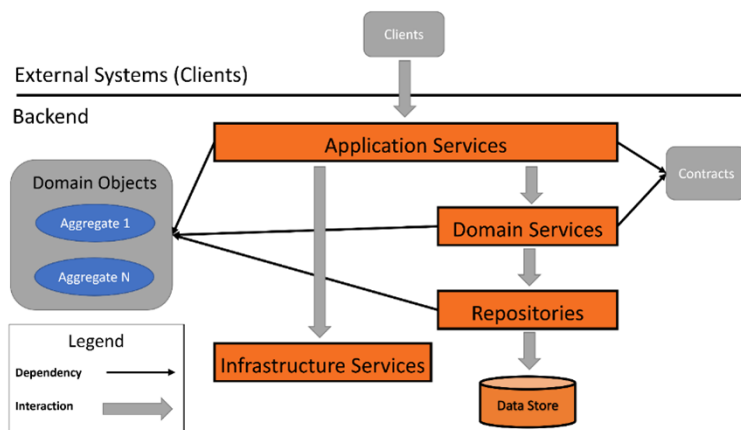 Clients
External Systems (Clients)
Backend
Application Services
Domain Objects
Contracts
Aggregate 1
Domain Services
Aggregate N
Repositories
Legend
Dependency
Infrastructure Services
Interaction
Data Store